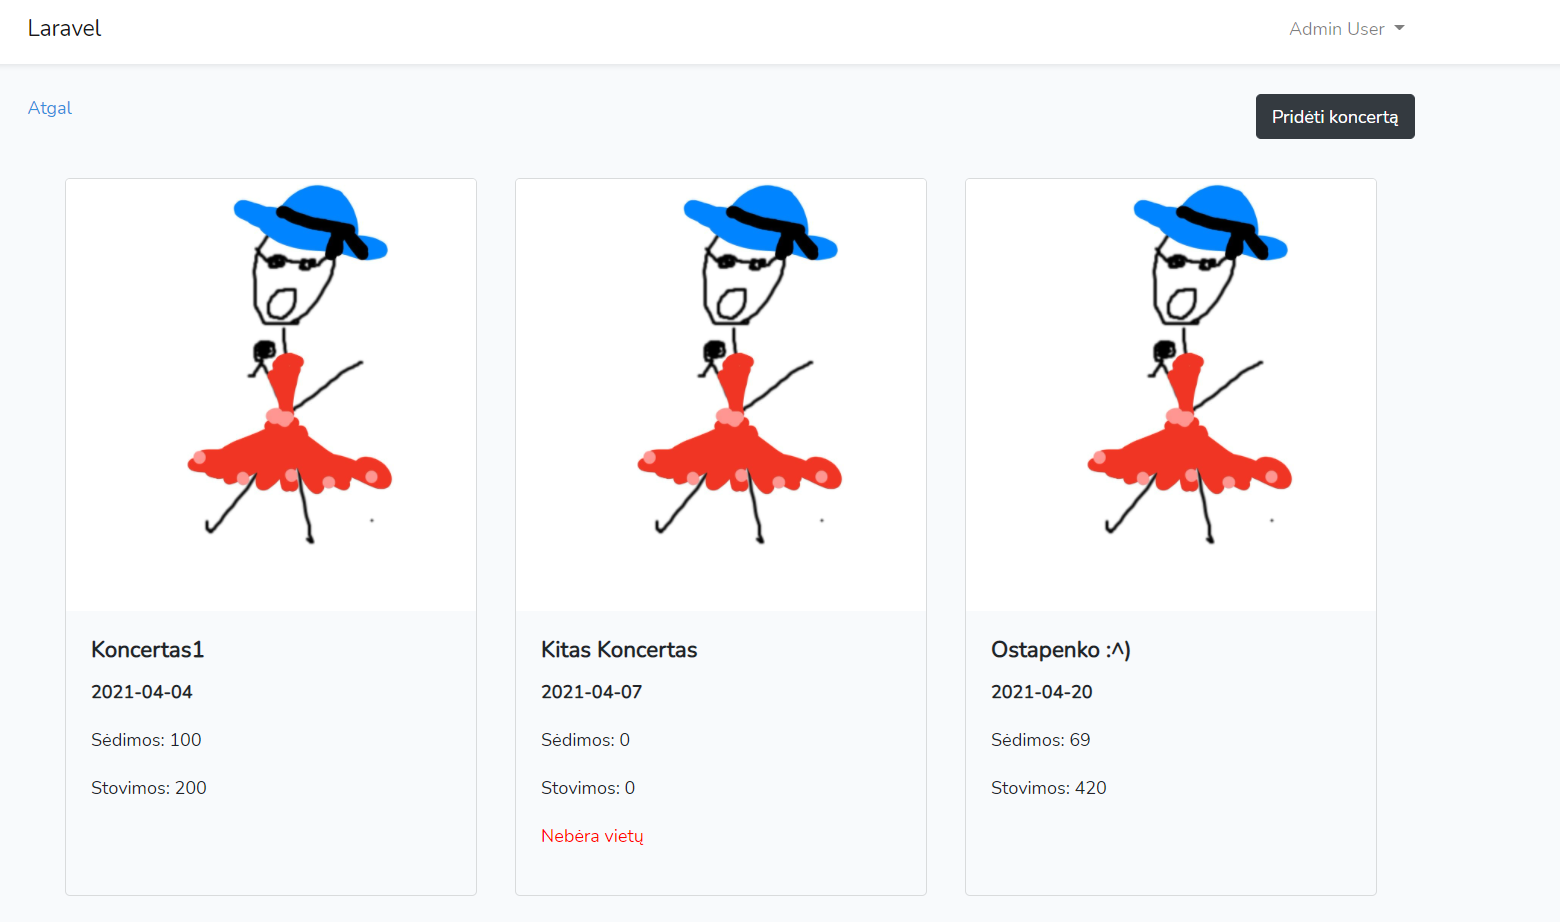 Laravel
Admin User
Atgal
Pridėti koncertą
Koncertas1
2021-04-04
Sėdimos: 100
Stovimos: 200
Kitas Koncertas
2021-04-07
Sėdimos: 0
Stovimos: 0
Nebėra vietų
Ostapenko :^)
2021-04-20
Sėdimos: 69
Stovimos: 420